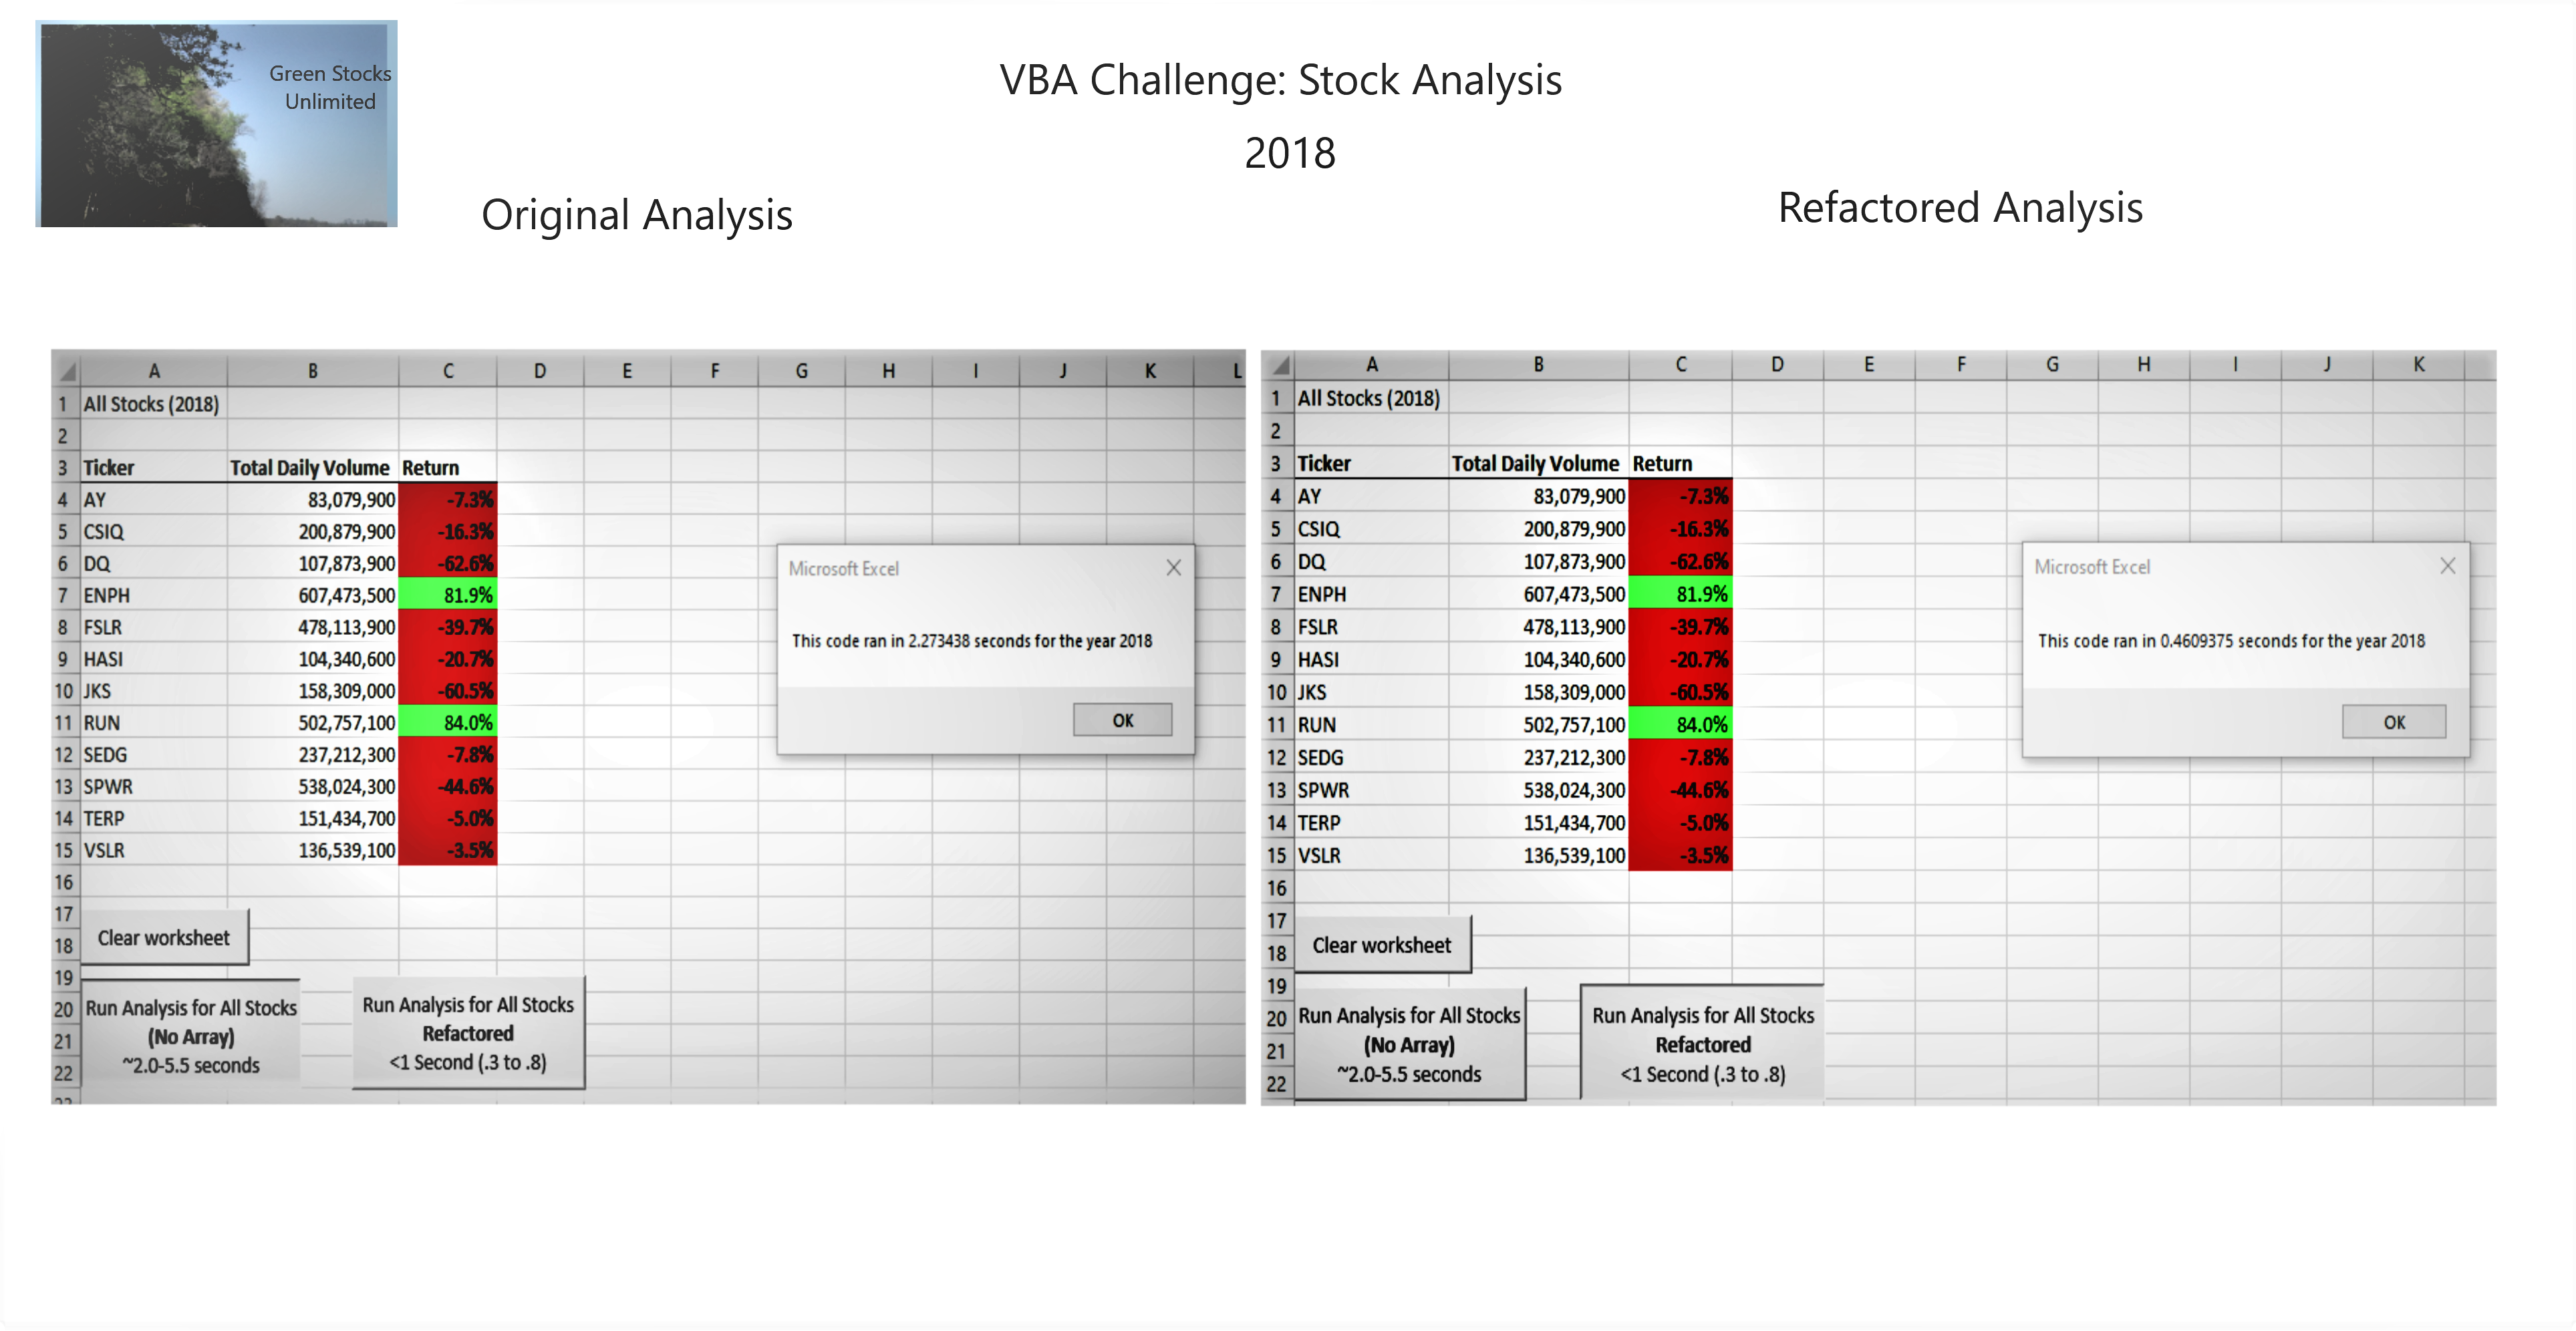 Green Stocks
Unlimited
VBA Challenge: Stock Analysis
2018
Original Analysis
Refactored Analysis
A B C D E F G H I J K L
1 All Stocks (2018)
2
3 Ticker Total Daily Volume Return
4 AY 83,079,900 -7.3%
5 CSIQ 200,879,900 -16.3%
6 DQ 107,873,900 -62.6%
7 ENPH 607,473,500 81.9%
8 FSLR 478,113,900 -39.7%
9 HASI 104,340,600 -20.7%
10 JKS 158,309,000 -60.5%
11 RUN 502,757,100 84.0%
12 SEDG 237,212,300 -7.8%
13 SPWR 538,024,300 -44.6%
14 TERP 151,434,700 -5.0%
15 VSLR 136,539,100 -3.5%
16
17
18
19
20
21
22
Clear worksheet
Run Analysis for All Stocks
(No Array)
~2.0-5.5 seconds
Run Analysis for All Stocks
Refactored
<1 Second (.3 to .8)
Microsoft Excel
This code ran in 2.273438 seconds for the year 2018
OK
A B C D E F G H I J K
1 All Stocks (2018)
2
3 Ticker Total Daily Volume Return
4 AY 83,079,900 -7.3%
5 CSIQ 200,879,900 -16.3%
6 DQ 107,873,900 -62.6%
7 ENPH 607,473,500 81.9%
8 FSLR 478,113,900 -39.7%
9 HASI 104,340,600 -20.7%
10 JKS 158,309,000 -60.5%
11 RUN 502,757,100 84.0%
12 SEDG 237,212,300 -7.8%
13 SPWR 538,024,300 -44.6%
14 TERP 151,434,700 -5.0%
15 VSLR 136,539,100 -3.5%
16
17
18
19
20
21
22
Clear worksheet
Run Analysis for All Stocks
(No Array)
~2.0-5.5 seconds
Run Analysis for All Stocks
Refactored
<1 Second (.3 to .8)
Microsoft Excel
This code ran in 0.4609375 seconds for the year 2018
OK